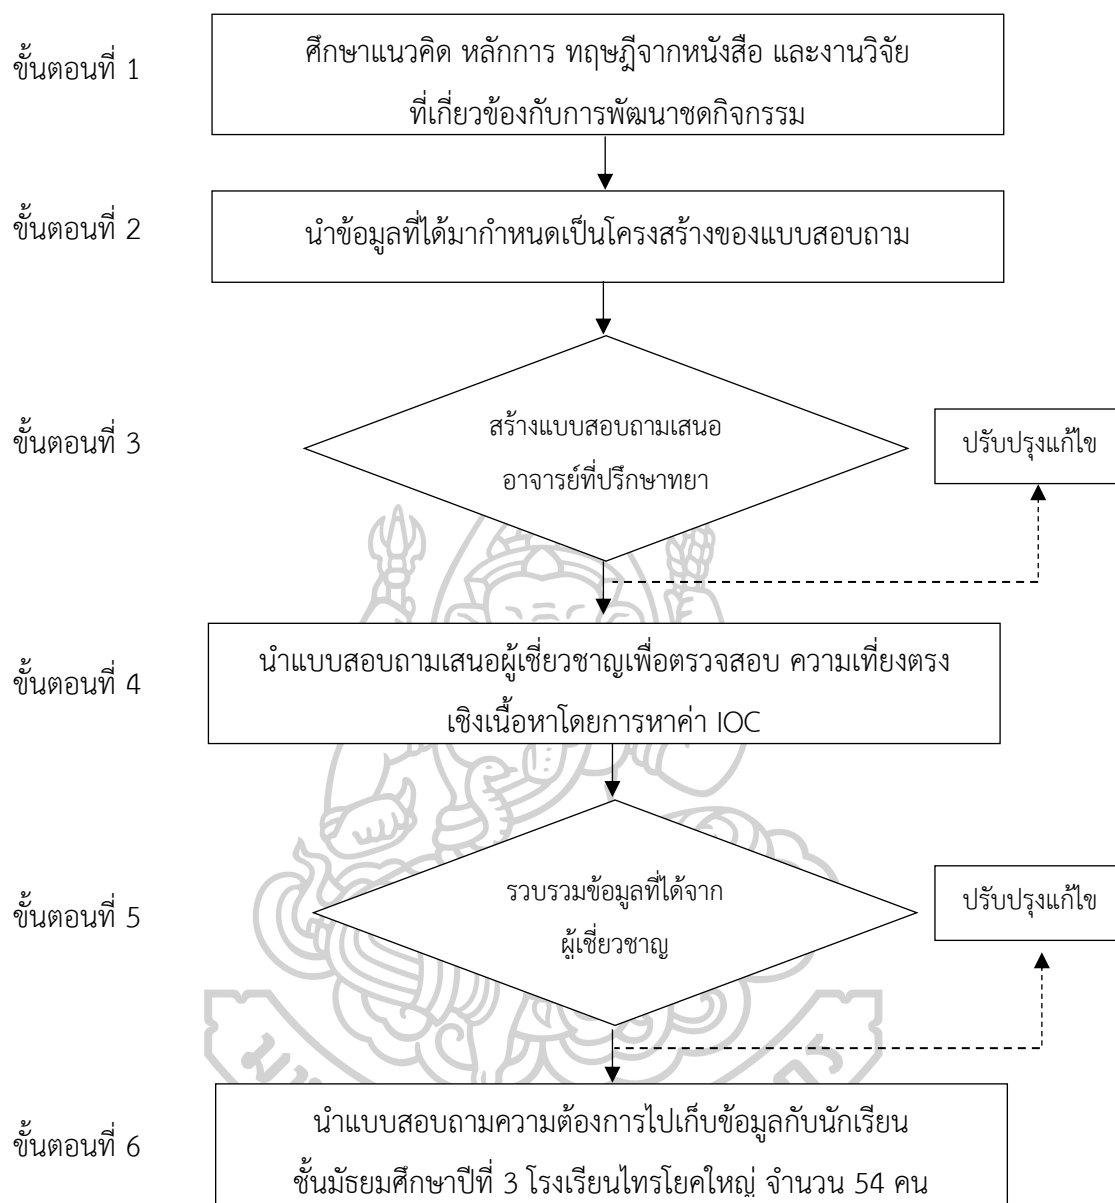 ขั้นตอนที่ 1
ศึกษาแนวคิด หลักการ ทฤษฎีจากหนังสือ และงานวิจัย
ที่เกี่ยวข้องกับการพัฒนาชดกิจกรรม
ขั้นตอนที่ 2
นำข้อมูลที่ได้มากำหนดเป็นโครงสร้างของแบบสอบถาม
ขั้นตอนที่ 3
สร้างแบบสอบถามเสนอ
อาจารย์ที่ปรึกษาทยา
ปรับปรุงแก้ไข
ขั้นตอนที่ 4
นำแบบสอบถามเสนอผู้เชี่ยวชาญเพื่อตรวจสอบ ความเที่ยงตรง
เชิงเนื้อหาโดยการหาค่า IOC
ขั้นตอนที่ 5
รวบรวมข้อมูลที่ได้จาก
ผู้เชี่ยวชาญ
ปรับปรุงแก้ไข
ขั้นตอนที่ 6
นำแบบสอบถามความต้องการไปเก็บข้อมูลกับนักเรียน
ชั้นมัธยมศึกษาปีที่ 3 โรงเรียนไทรโยคใหญ่ จำนวน 54 คน